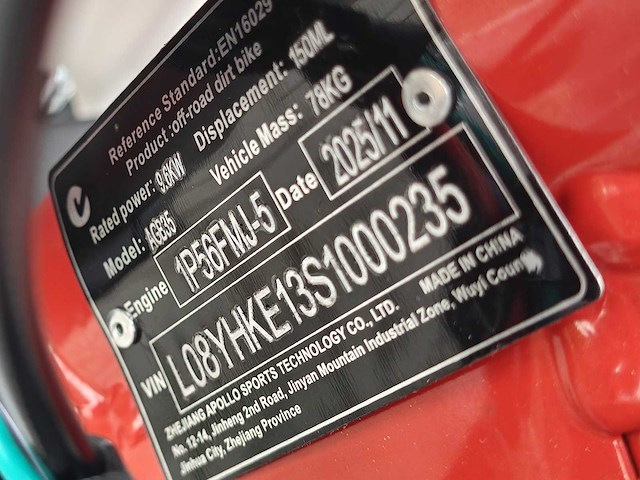 Reference Standard:EN16029
Product :off-road dirt bike
Rated power: 9.6KW Displacement: 150ML
Model: AGB35 Vehicle Mass: 78KG
Engine 1P56FMJ-5 Date 2025/11
VIN L08YHKE13S1000235
ZHEJIANG APOLLO SPORTS TECHNOLOGY CO., LTD. MADE IN CHINA
No. 12-14, Jinheng 2nd Road, Jinyan Mountain Industrial Zone, Wuyi County
Jinhua City, Zhejiang Province